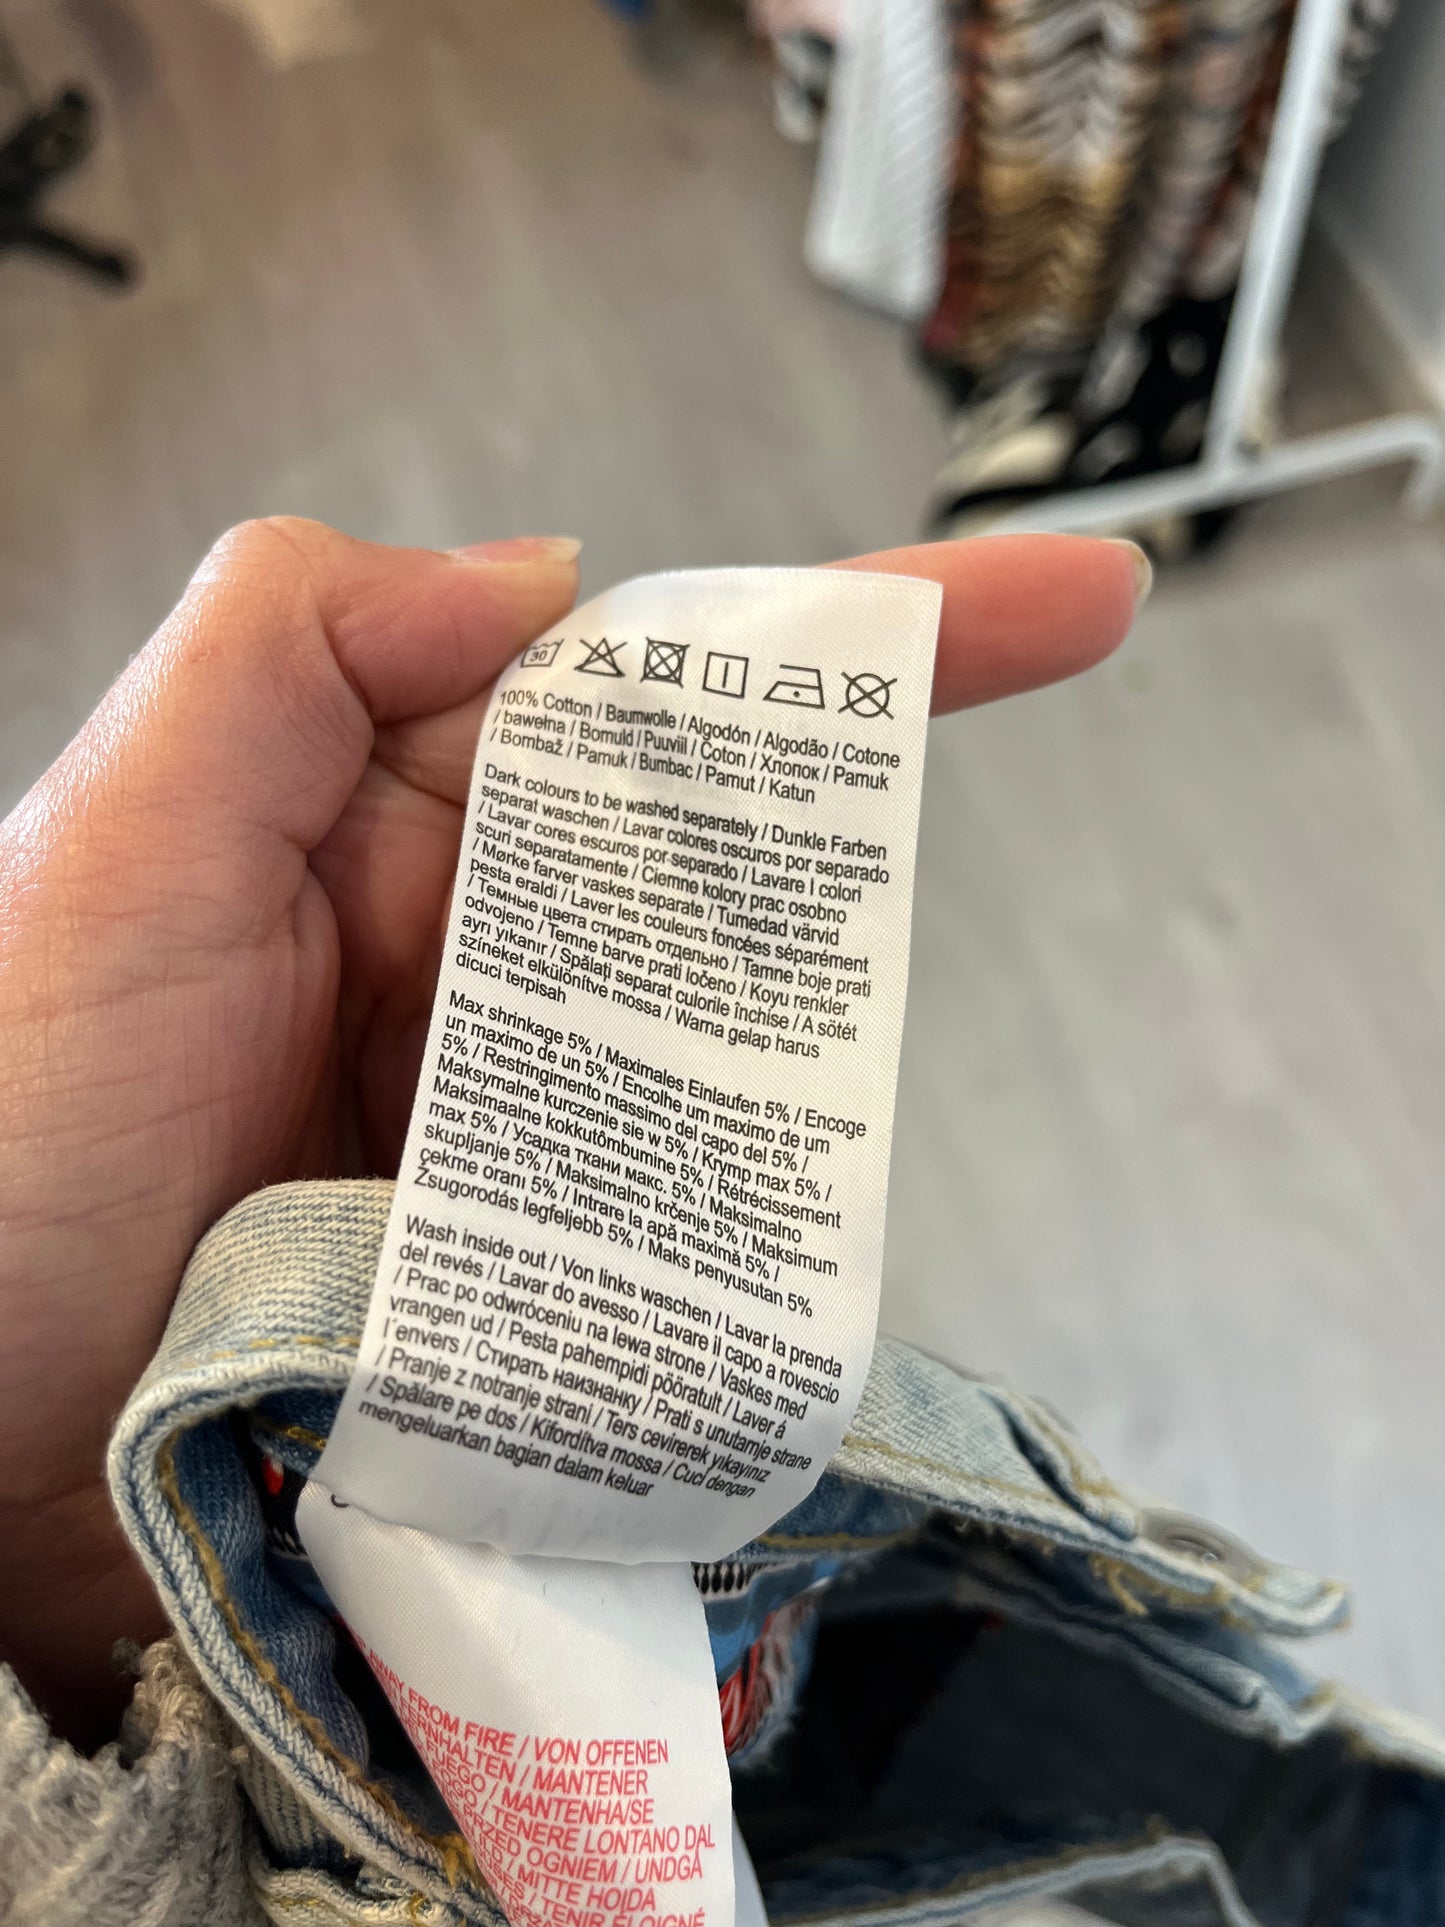 30
100% Cotton / Baumwolle / Algodón / Algodão / Cotone
/ bawełna / Bomuld / Puuviil / Coton / Хлопок / Pamuk
/ Bombaž / Pamuk / Bumbac / Pamut / Katun
Dark colours to be washed separately / Dunkle Farben
separat waschen / Lavar colores oscuros por separado
/ Lavar cores escuros por separado / Lavare I colori
scuri separatamente / Ciemne kolory prac osobno
/ Mørke farver vaskes separate / Tumedad värvid
pesta eraldi / Laver les couleurs foncées séparément
/ Темные цвета стирать отдельно / Tamne boje prati
odvojeno / Temne barve prati ločeno / Koyu renkler
ayrı yıkanır / Spălați separat culorile închise / A sötét
színeket elkülönítve mossa / Warna gelap harus
dicuci terpisah
Max shrinkage 5% / Maximales Einlaufen 5% / Encoge
un maximo de un 5% / Encolhe um maximo de um
5% / Restringimento massimo del capo del 5% /
Maksymalne kurczenie sie w 5% / Krymp max 5% /
Maksimaalne kokkutômbumine 5% / Rétrécissement
max 5% / Усадка ткани макс. 5% / Maksimalno
skupljanje 5% / Maksimalno krčenje 5% / Maksimum
çekme oranı 5% / Intrare la apă maximă 5% /
Zsugorodás legfeljebb 5% / Maks penyusutan 5%
Wash inside out / Von links waschen / Lavar la prenda
del revés / Lavar do avesso / Lavare il capo a rovescio
/ Prac po odwróceniu na lewa strone / Vaskes med
vrangen ud / Pesta pahempidi pööratult / Laver á
l´envers / Стирать наизнанку / Prati s unutarnje strane
/ Pranje z notranje strani / Ters cevirerek yıkayınız
/ Spălare pe dos / Kifordítva mossa / Cuci dengan
mengeluarkan bagian dalam keluar
AWAY FROM FIRE / VON OFFENEN
FERNHALTEN / MANTENER
FUEGO / MANTENHA/SE
/ TENERE LONTANO DAL
PRZED OGNIEM / UNDGÅ
/ MITTE HOIDA
/ TENIR ÉLOIGNÉ